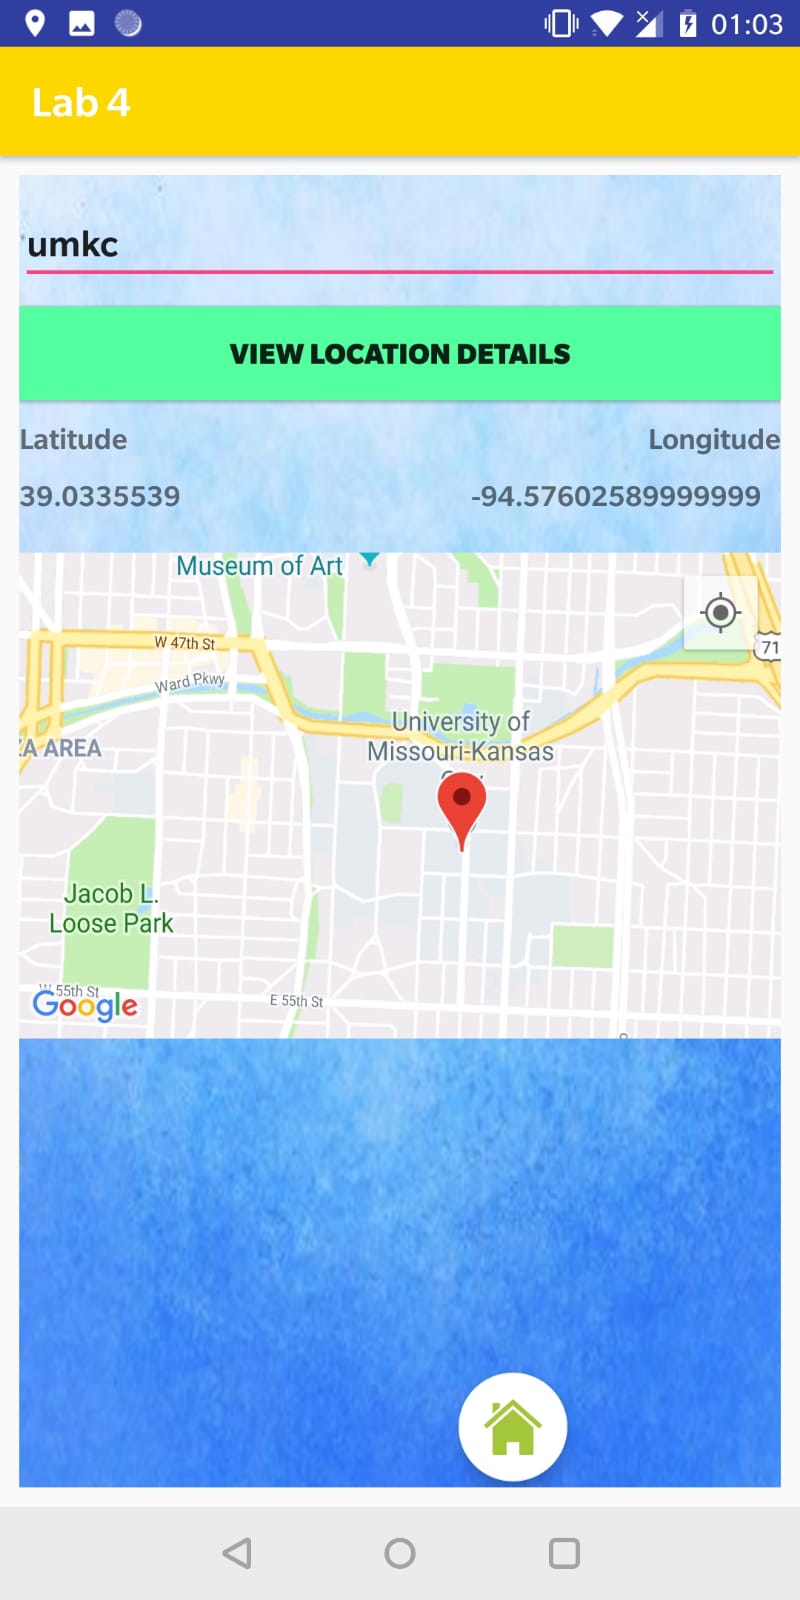 01:03
Lab 4
umkc
VIEW LOCATION DETAILS
Latitude
Longitude
39.0335539
-94.57602589999999
Museum of Art
W 47th St
71
Ward Pkwy
University of
Missouri-Kansas
ZA AREA
Jacob L.
Loose Park
W 55th St
Google
E 55th St